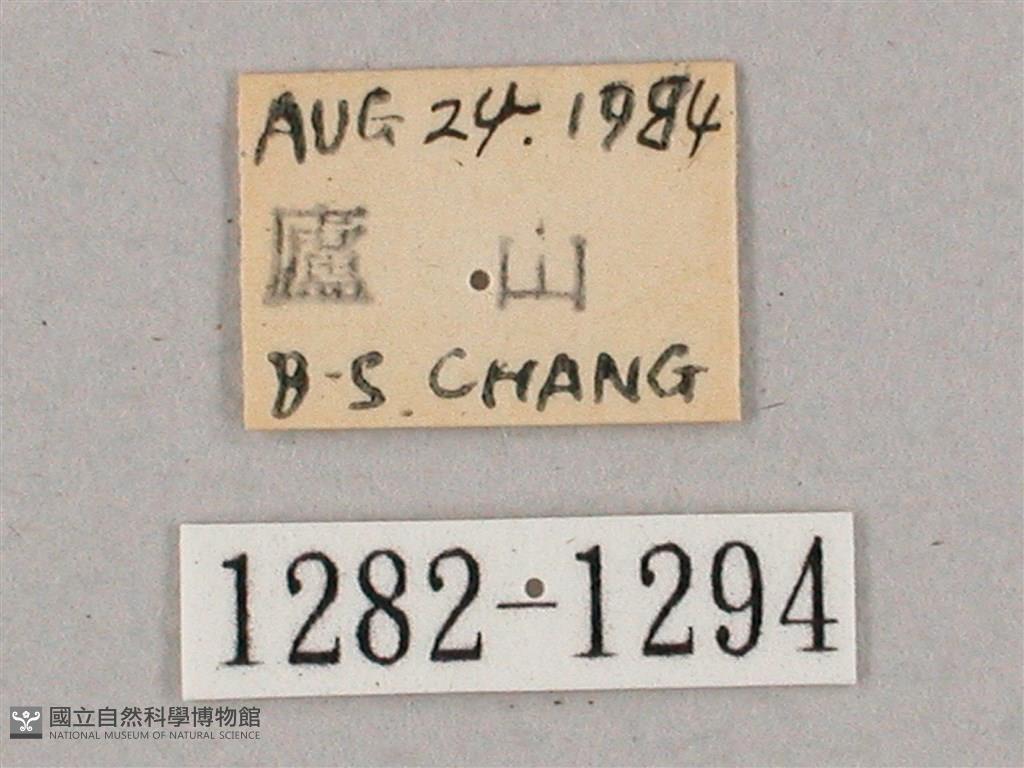 AUG 24. 1984
廬 山
B-S. CHANG
1282-1294
國立自然科學博物館
NATIONAL MUSEUM OF NATURAL SCIENCE